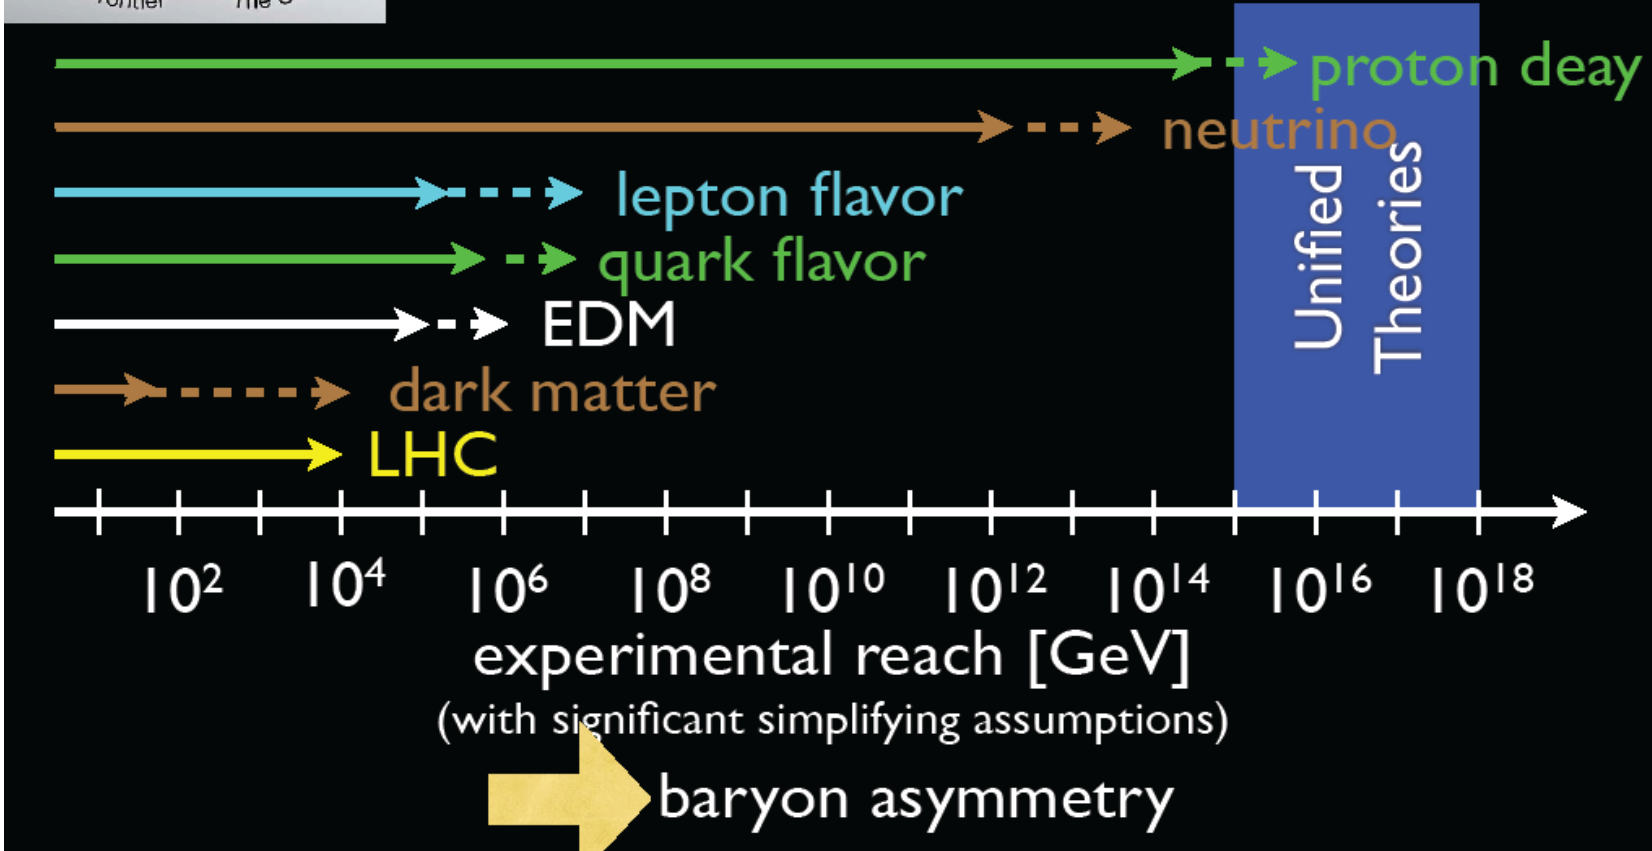 The
proton deay
neutrino
lepton flavor
quark flavor
EDM
dark matter
LHC
Unified
Theories
10² 10⁴ 10⁶ 10⁸ 10¹⁰ 10¹² 10¹⁴ 10¹⁶ 10¹⁸
experimental reach [GeV]
(with significant simplifying assumptions)
baryon asymmetry